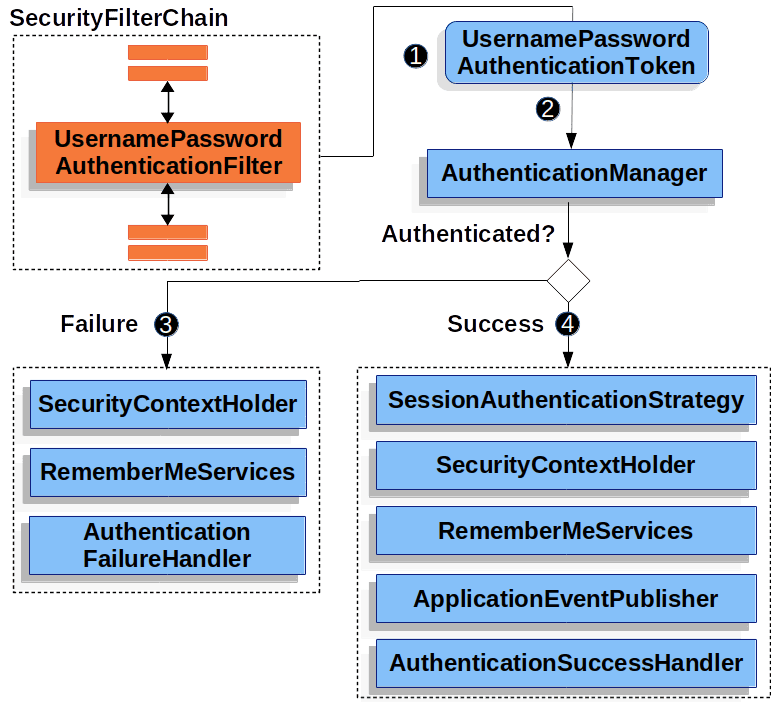 SecurityFilterChain
UsernamePassword
AuthenticationFilter
1
UsernamePassword
AuthenticationToken
2
AuthenticationManager
Authenticated?
Failure 3
SecurityContextHolder
RememberMeServices
Authentication
FailureHandler
Success 4
SessionAuthenticationStrategy
SecurityContextHolder
RememberMeServices
ApplicationEventPublisher
AuthenticationSuccessHandler